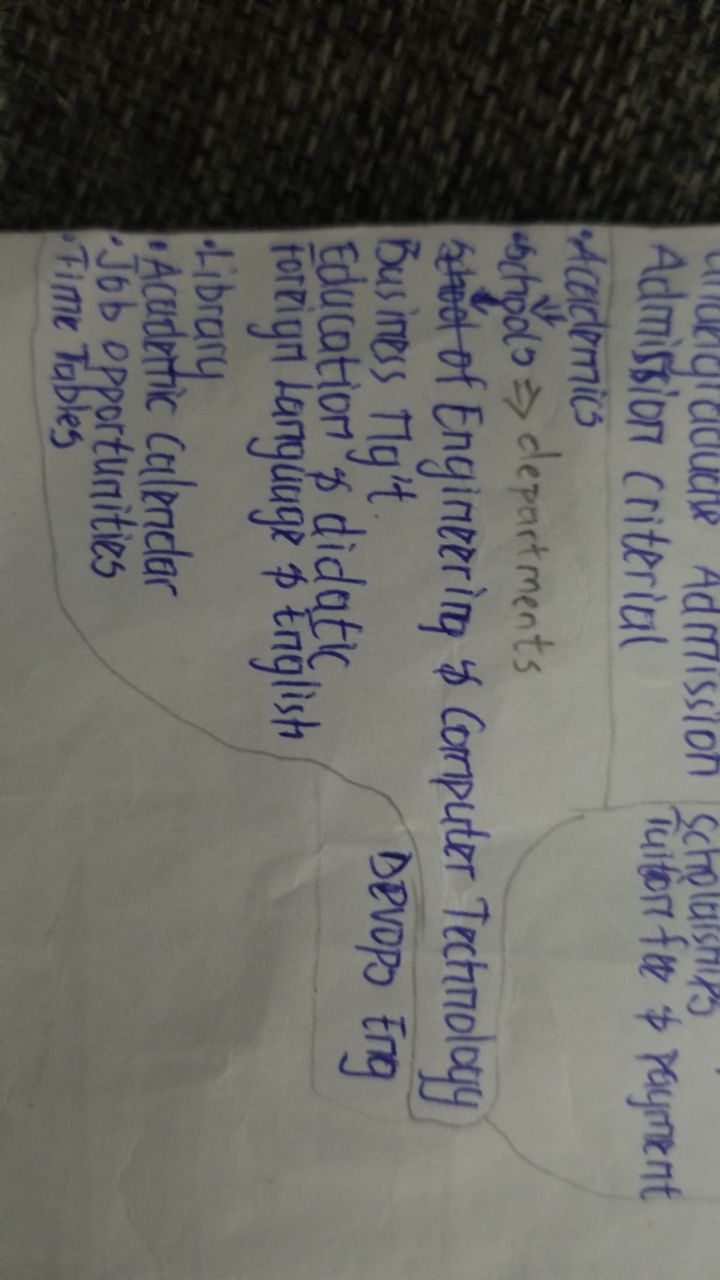 Undergraduate Admission
Scholarships
Admission criterial
Tuition fee & Payment
• Academics
• Schools ⇒ departments
School of Engineering & Computer Technology
Business Mg't.
Devops Eng
Education & didatic
foreign Language & English
• Library
• Academic calendar
• Job opportunities
• Time Tables